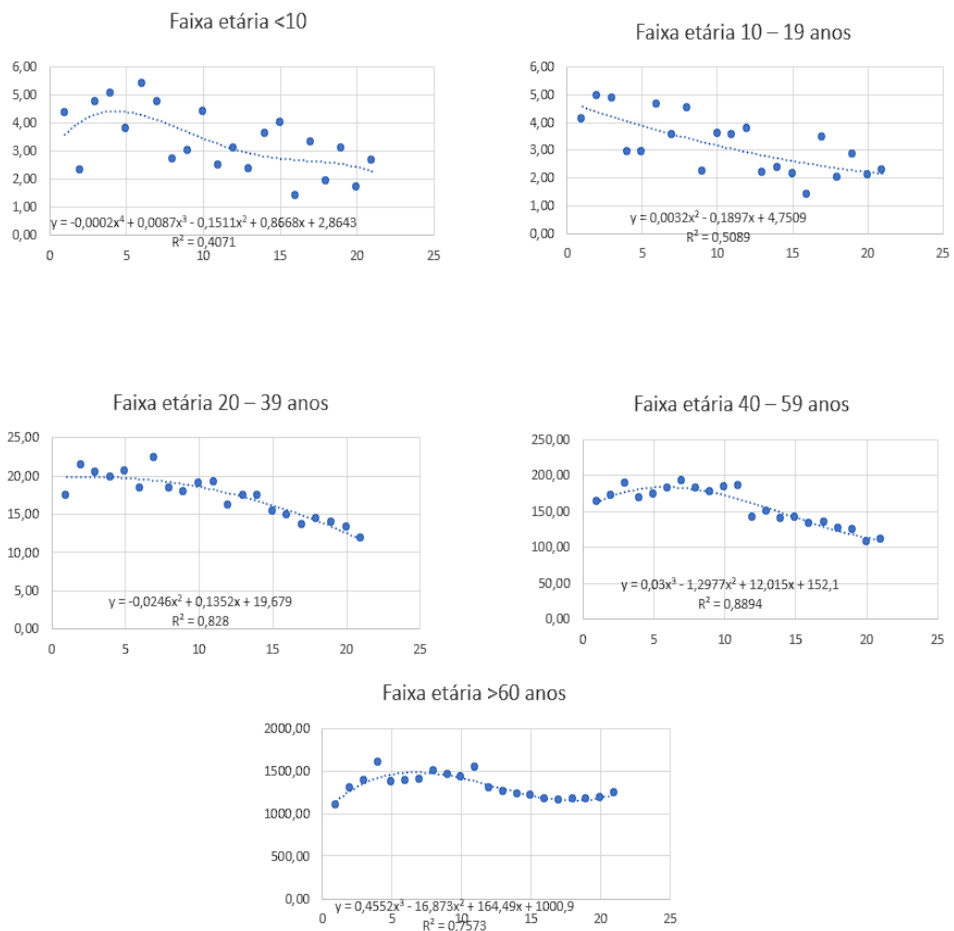 Faixa etária <10
6,00
5,00
4,00
3,00
2,00
1,00
0,00
y = -0,0002x⁴ + 0,0087x³ - 0,1511x² + 0,8668x + 2,8643
R² = 0,4071
0 5 10 15 20 25
Faixa etária 10 – 19 anos
6,00
5,00
4,00
3,00
2,00
1,00
0,00
y = 0,0032x² - 0,1897x + 4,7509
R² = 0,5089
0 5 10 15 20 25
Faixa etária 20 – 39 anos
25,00
20,00
15,00
10,00
5,00
0,00
y = -0,0246x² + 0,1352x + 19,679
R² = 0,828
0 5 10 15 20 25
Faixa etária 40 – 59 anos
250,00
200,00
150,00
100,00
50,00
0,00
y = 0,03x³ - 1,2977x² + 12,015x + 152,1
R² = 0,8894
0 5 10 15 20 25
Faixa etária >60 anos
2000,00
1500,00
1000,00
500,00
0,00
y = 0,4552x³ - 16,873x² + 164,49x + 1000,9
R² = 0,7573
0 5 10 15 20 25